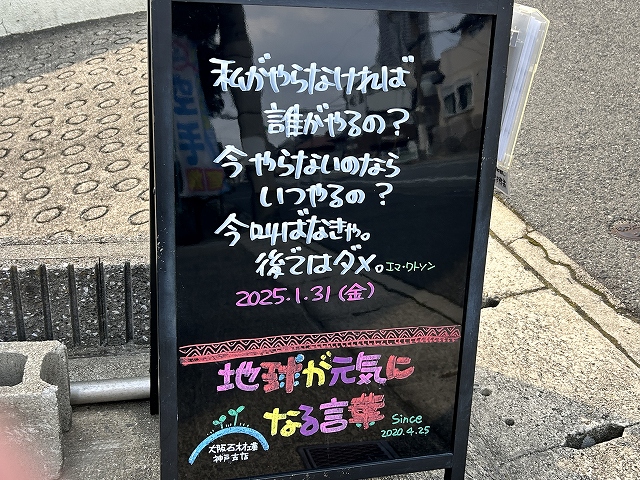 私がやらなければ
誰がやるの？
今やらないのなら
いつやるの？
今叫ばなきゃ。
後ではダメ。エマ・ワトソン
2025.1.31(金)
地球が元気に
なる言葉
Since
2020.4.25
大阪石材工業
神戸店